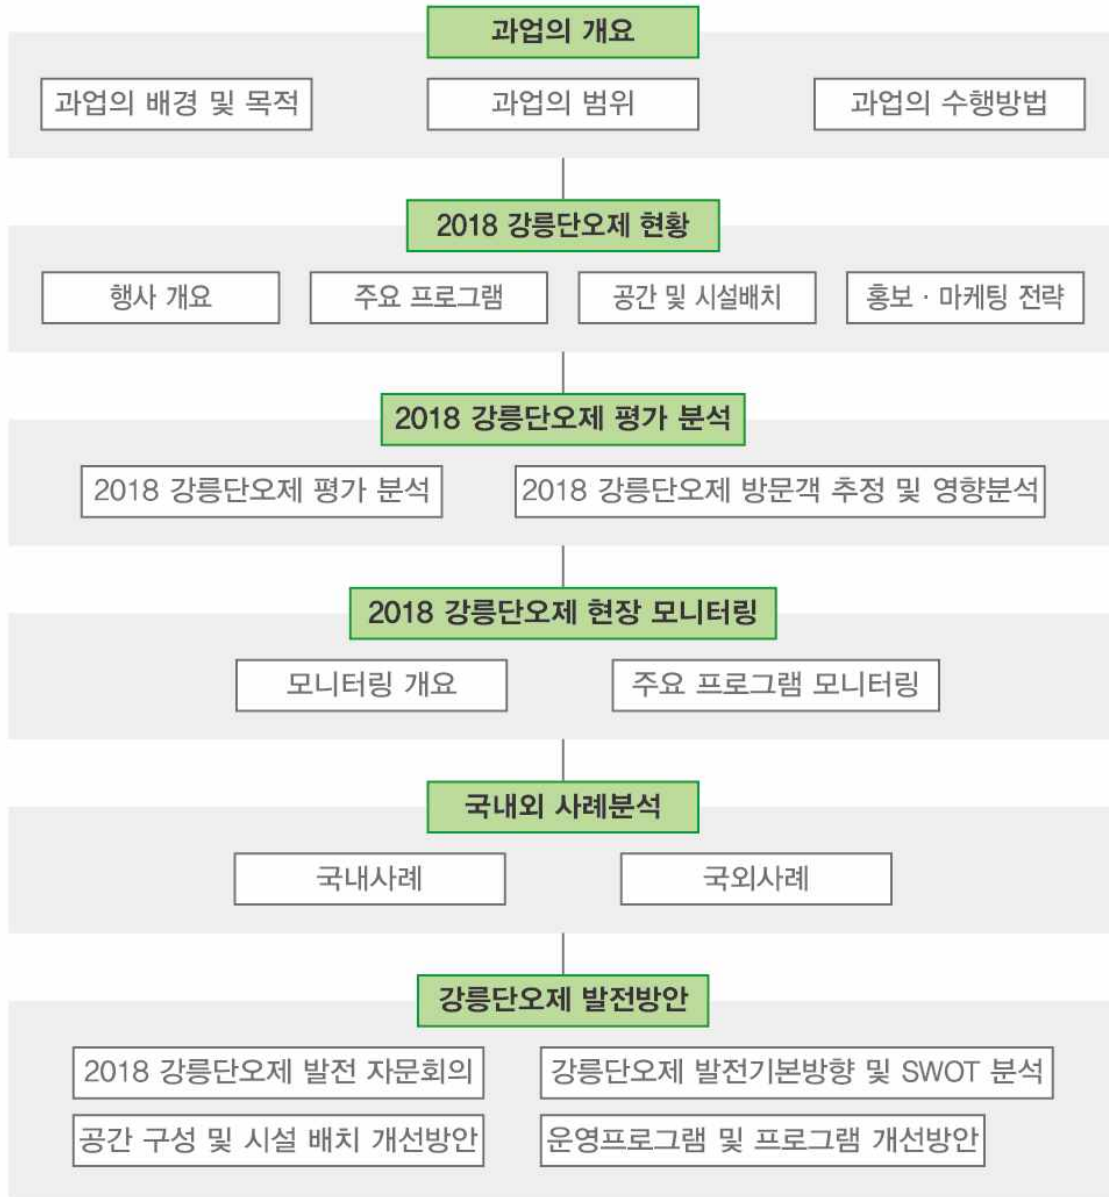 과업의 개요
과업의 배경 및 목적
과업의 범위
과업의 수행방법
2018 강릉단오제 현황
행사 개요
주요 프로그램
공간 및 시설배치
홍보 · 마케팅 전략
2018 강릉단오제 평가 분석
2018 강릉단오제 평가 분석
2018 강릉단오제 방문객 추정 및 영향분석
2018 강릉단오제 현장 모니터링
모니터링 개요
주요 프로그램 모니터링
국내외 사례분석
국내사례
국외사례
강릉단오제 발전방안
2018 강릉단오제 발전 자문회의
강릉단오제 발전기본방향 및 SWOT 분석
공간 구성 및 시설 배치 개선방안
운영프로그램 및 프로그램 개선방안